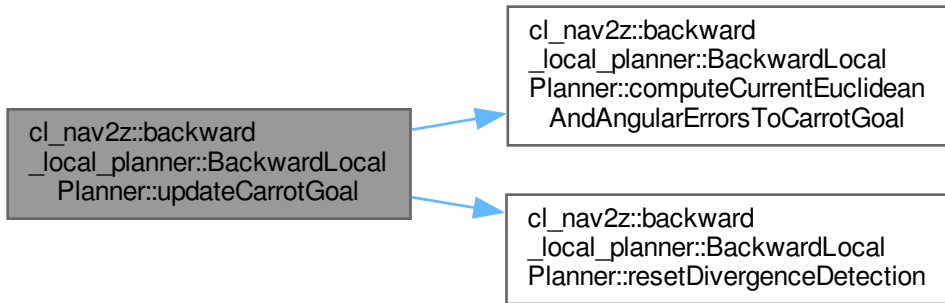 cl_nav2z::backward
_local_planner::BackwardLocal
Planner::updateCarrotGoal
cl_nav2z::backward
_local_planner::BackwardLocal
Planner::computeCurrentEuclidean
AndAngularErrorsToCarrotGoal
cl_nav2z::backward
_local_planner::BackwardLocal
Planner::resetDivergenceDetection